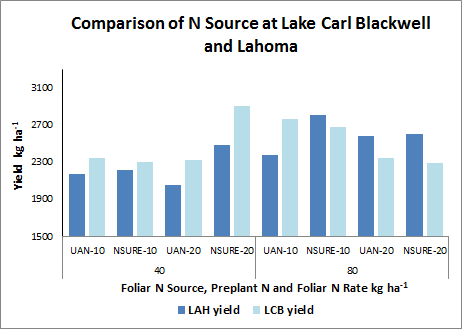 Comparison of N Source at Lake Carl Blackwell
and Lahoma
3100
2700
2300
1900
1500
Yield kg ha-1
UAN-10 NSURE-10 UAN-20 NSURE-20 UAN-10 NSURE-10 UAN-20 NSURE-20
40 80
Foliar N Source, Preplant N and Foliar N Rate kg ha-1
LAH yield LCB yield